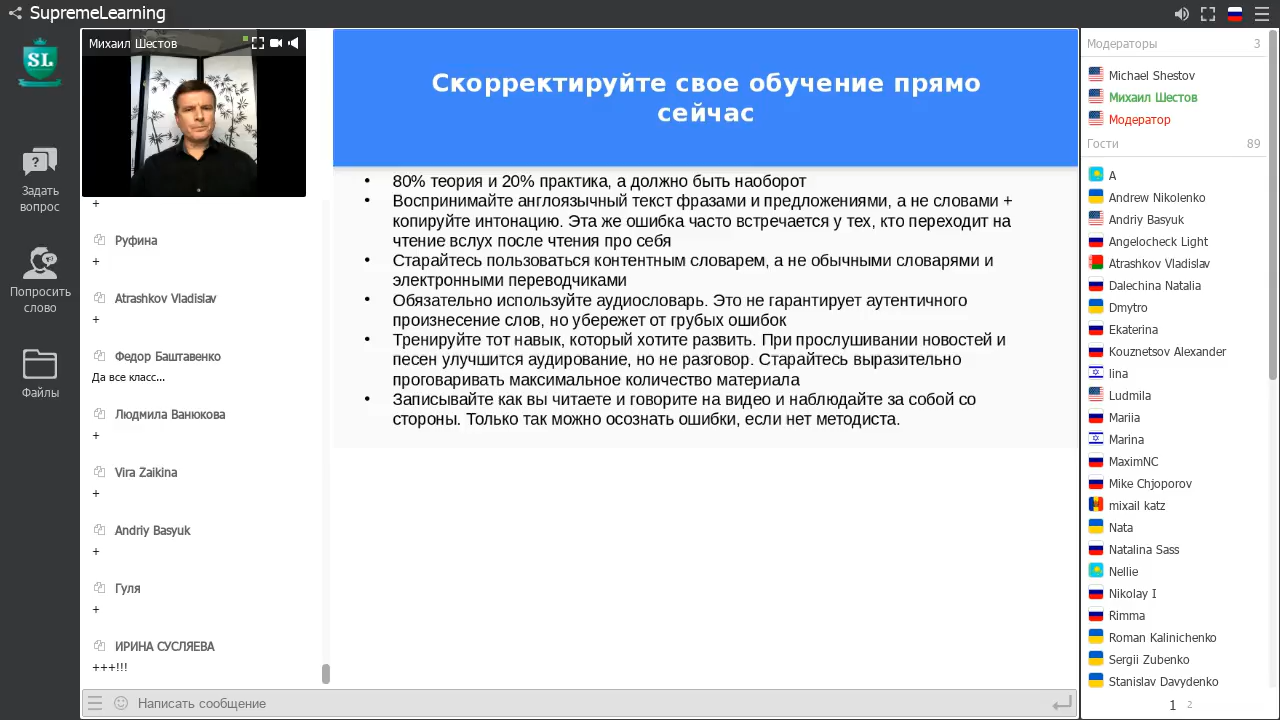 SupremeLearning
SL
Задать
вопрос
Попросить
слово
Файлы
Михаил Шестов
+
Руфина
+
Atrashkov Vladislav
+
Федор Баштавенко
Да все класс...
Людмила Ванюкова
+
Vira Zaikina
+
Andriy Basyuk
+
Гуля
+
ИРИНА СУСЛЯЕВА
+++!!!
Написать сообщение
Скорректируйте свое обучение прямо
сейчас
• 80% теория и 20% практика, а должно быть наоборот
• Воспринимайте англоязычный текст фразами и предложениями, а не словами +
копируйте интонацию. Эта же ошибка часто встречается у тех, кто переходит на
чтение вслух после чтения про себя
• Старайтесь пользоваться контентным словарем, а не обычными словарями и
электронными переводчиками
• Обязательно используйте аудиословарь. Это не гарантирует аутентичного
произнесение слов, но убережет от грубых ошибок
• Тренируйте тот навык, который хотите развить. При прослушивании новостей и
песен улучшится аудирование, но не разговор. Старайтесь выразительно
проговаривать максимальное количество материала
• Записывайте как вы читаете и говорите на видео и наблюдайте за собой со
стороны. Только так можно осознать ошибки, если нет методиста.
Модераторы 3
Michael Shestov
Михаил Шестов
Модератор
Гости 89
A
Andrew Nikolenko
Andriy Basyuk
Angelocheck Light
Atrashkov Vladislav
Dalechina Natalia
Dmytro
Ekaterina
Kouznetsov Alexander
lina
Ludmila
Mariia
Marina
MaximNC
Mike Chjoporov
mixail katz
Nata
Natalina Sass
Nellie
Nikolay I
Rimma
Roman Kalinichenko
Sergii Zubenko
Stanislav Davydenko
1 2